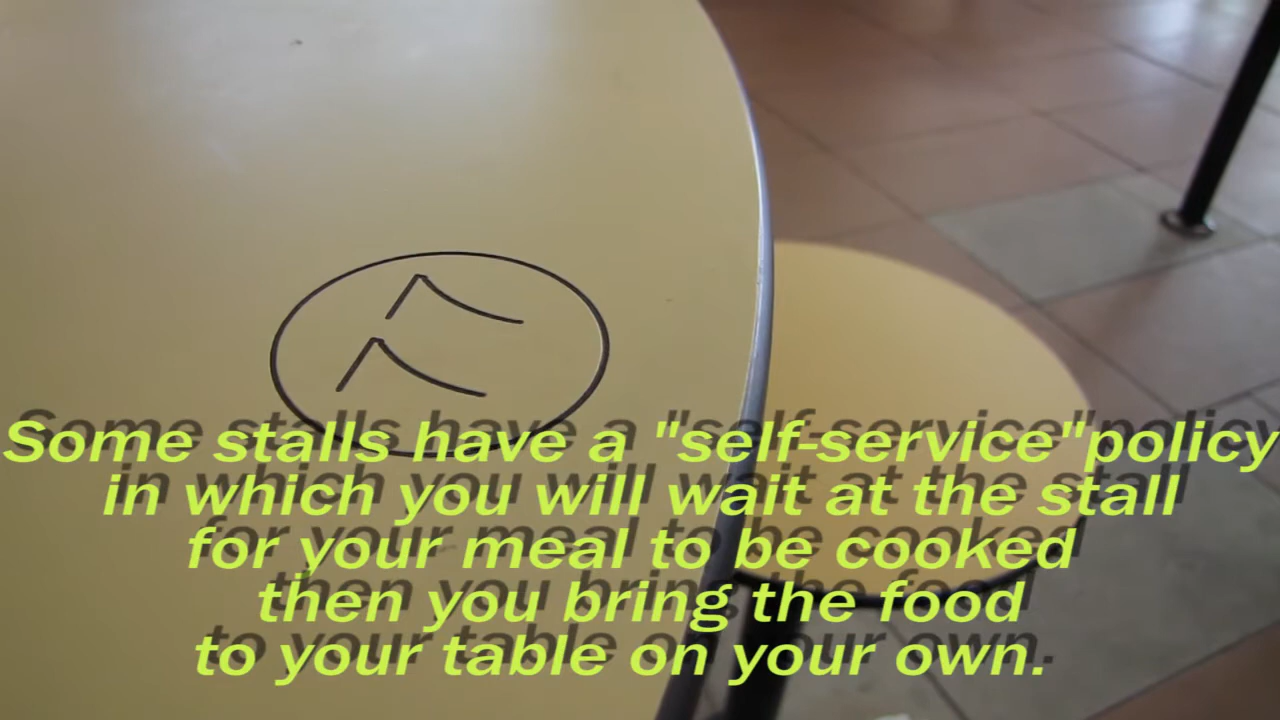 77
Some stalls have a "self-service"policy
in which you will wait at the stall
for your meal to be cooked
then you bring the food
to your table on your own.